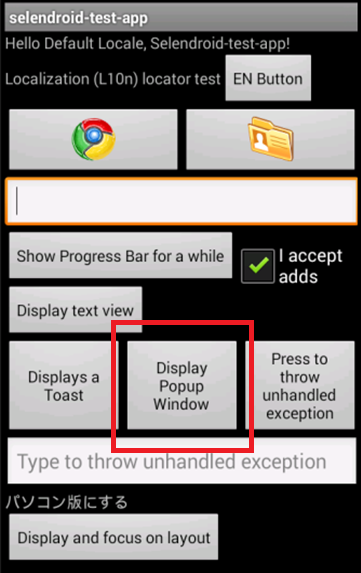 selendroid-test-app
Hello Default Locale, Selendroid-test-app!
Localization (L10n) locator test
EN Button
Show Progress Bar for a while
I accept
adds
Display text view
Displays a
Toast
Display
Popup
Window
Press to
throw
unhandled
exception
Type to throw unhandled exception
パソコン版にする
Display and focus on layout